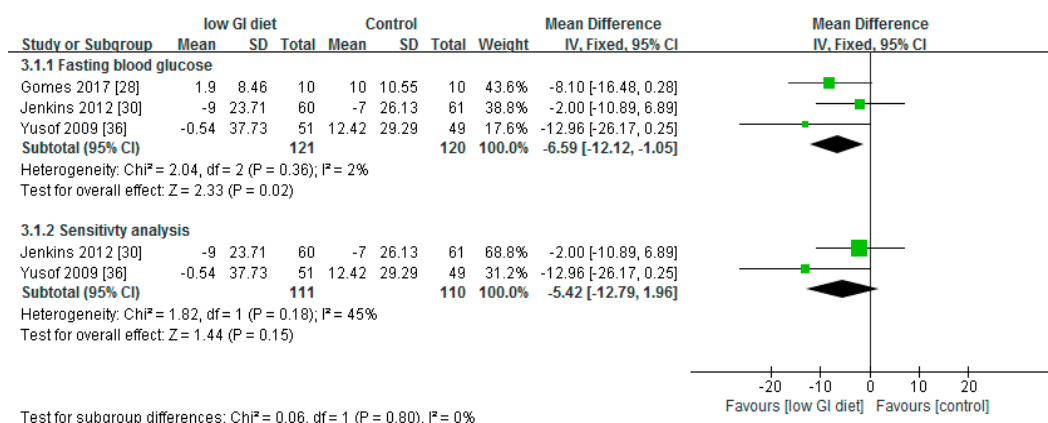 low GI diet Control Mean Difference Mean Difference
Study or Subgroup Mean SD Total Mean SD Total Weight IV, Fixed, 95% CI IV, Fixed, 95% CI
3.1.1 Fasting blood glucose
Gomes 2017 [28] 1.9 8.46 10 10 10.55 10 43.6% -8.10 [-16.48, 0.28]
Jenkins 2012 [30] -9 23.71 60 -7 26.13 61 38.8% -2.00 [-10.89, 6.89]
Yusof 2009 [36] -0.54 37.73 51 12.42 29.29 49 17.6% -12.96 [-26.17, 0.25]
Subtotal (95% CI) 121 120 100.0% -6.59 [-12.12, -1.05]
Heterogeneity: Chi² = 2.04, df = 2 (P = 0.36); I² = 2%
Test for overall effect: Z = 2.33 (P = 0.02)
3.1.2 Sensitivty analysis
Jenkins 2012 [30] -9 23.71 60 -7 26.13 61 68.8% -2.00 [-10.89, 6.89]
Yusof 2009 [36] -0.54 37.73 51 12.42 29.29 49 31.2% -12.96 [-26.17, 0.25]
Subtotal (95% CI) 111 110 100.0% -5.42 [-12.79, 1.96]
Heterogeneity: Chi² = 1.82, df = 1 (P = 0.18); I² = 45%
Test for overall effect: Z = 1.44 (P = 0.15)
-20 -10 0 10 20
Favours [low GI diet] Favours [control]
Test for subgroup differences: Chi² = 0.06, df = 1 (P = 0.80), I² = 0%